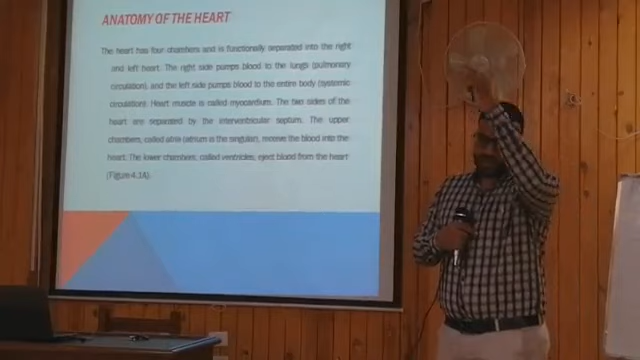 ANATOMY OF THE HEART
The heart has four chambers and is functionally separated into the right
and left heart. The right side pumps blood to the lungs (pulmonary
circulation), and the left side pumps blood to the entire body (systemic
circulation). Heart muscle is called myocardium. The two sides of the
heart are separated by the interventricular septum. The upper
chambers, called atria (atrium is the singular), receive the blood into the
heart. The lower chambers, called ventricles, eject blood from the heart
(Figure 4.1A).